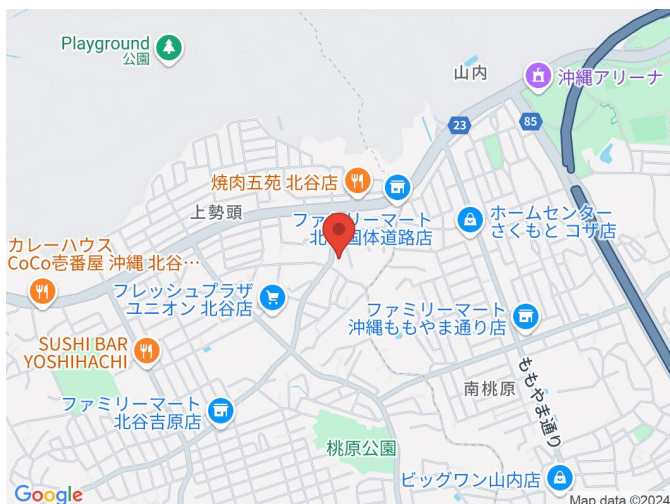 Playground
公園
山内
沖縄アリーナ
23
85
焼肉五苑 北谷店
上勢頭
ファミリーマート
ホームセンター
さくもと コザ店
カレーハウス
CoCo壱番屋 沖縄 北谷…
フレッシュプラザ
ユニオン 北谷店
ファミリーマート
沖縄ももやま通り店
SUSHI BAR
YOSHIHACHI
南桃原
ももやま通り
ファミリーマート
北谷吉原店
桃原公園
ビッグワン山内店
Google
Map data ©2024